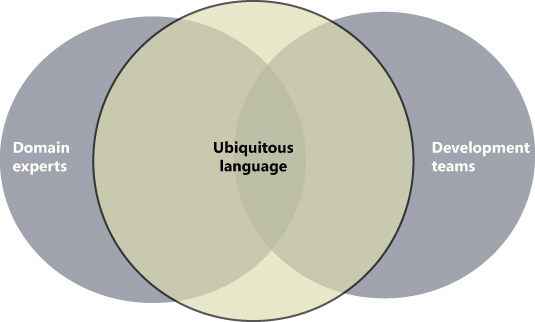 Domain
experts
Ubiquitous
language
Development
teams